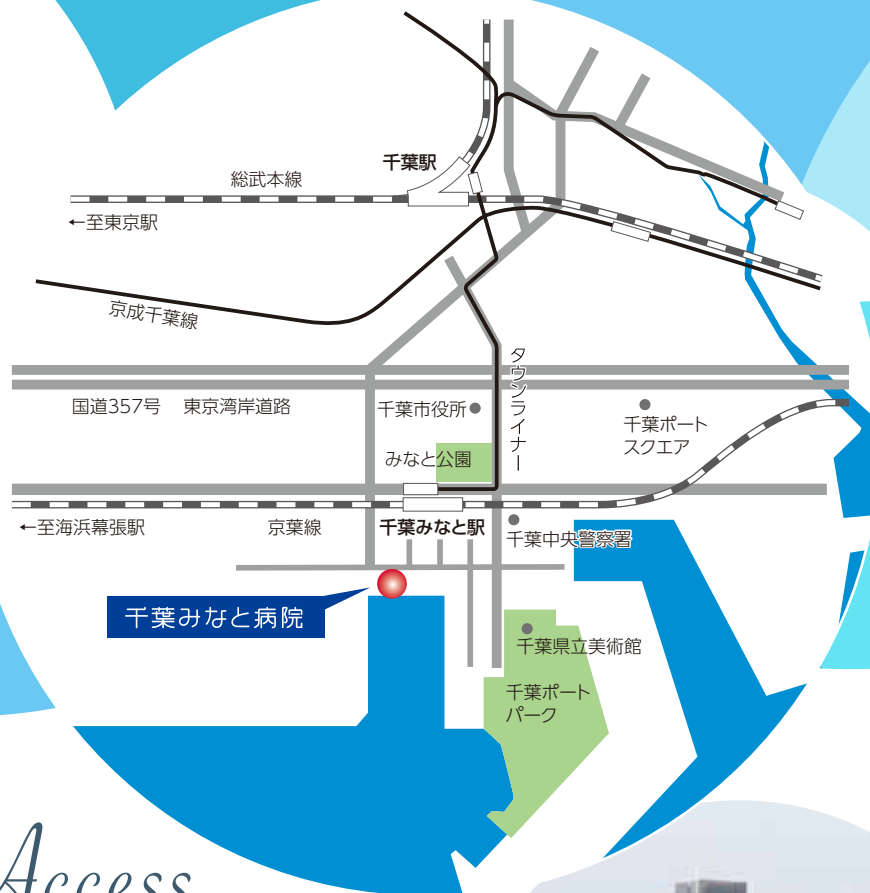 千葉駅
総武本線
←至東京駅
京成千葉線
タウンライナー
国道357号 東京湾岸道路
千葉市役所
千葉ポート
スクエア
みなと公園
←至海浜幕張駅
京葉線
千葉みなと駅
千葉中央警察署
千葉みなと病院
千葉県立美術館
千葉ポート
パーク
Access